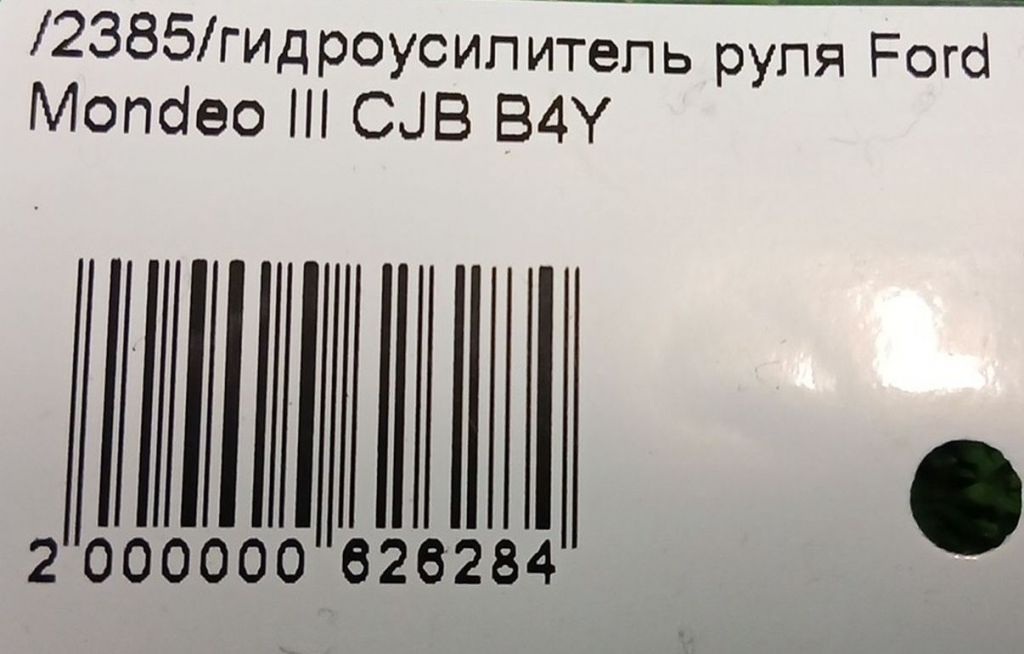 /2385/гидроусилитель руля Ford
Mondeo III CJB B4Y
2 000000 626284